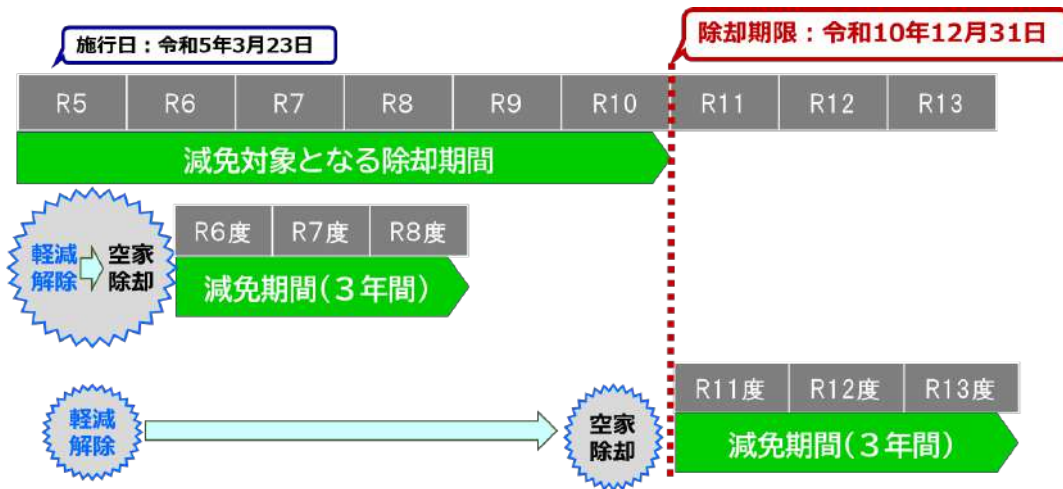 施行日：令和5年3月23日
除却期限：令和10年12月31日
R5 R6 R7 R8 R9 R10 R11 R12 R13
減免対象となる除却期間
軽減
解除
空家
除却
R6度 R7度 R8度
減免期間(３年間)
R11度 R12度 R13度
軽減
解除
空家
除却
減免期間(３年間)